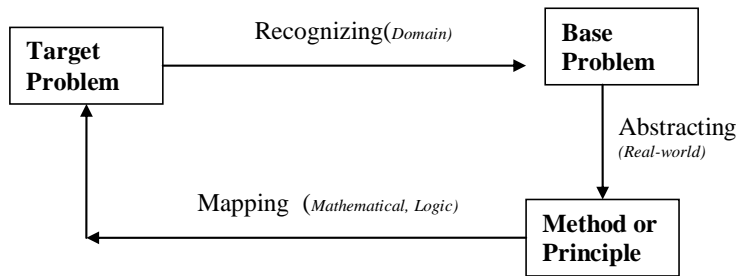 Target
Problem
Recognizing(Domain)
Base
Problem
Abstracting
(Real-world)
Mapping (Mathematical, Logic)
Method or
Principle